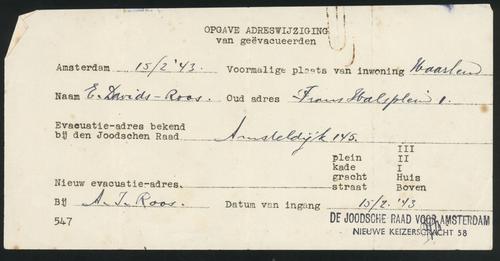 OPGAVE ADRESWIJZIGING
van geëvacueerden
Amsterdam 15/2 '43. Voormalige plaats van inwoning Haarlem
Naam E. Davids-Roos. Oud adres Frans Halsplein 1.
Evacuatie-adres bekend
bij den Joodschen Raad Amsteldijk 145.
III
plein II
kade I
gracht Huis
Nieuw evacuatie-adres. straat Boven
Bij A. J. Roos. Datum van ingang 15/2. '43
547
DE JOODSCHE RAAD VOOR AMSTERDAM
NIEUWE KEIZERSGRACHT 58